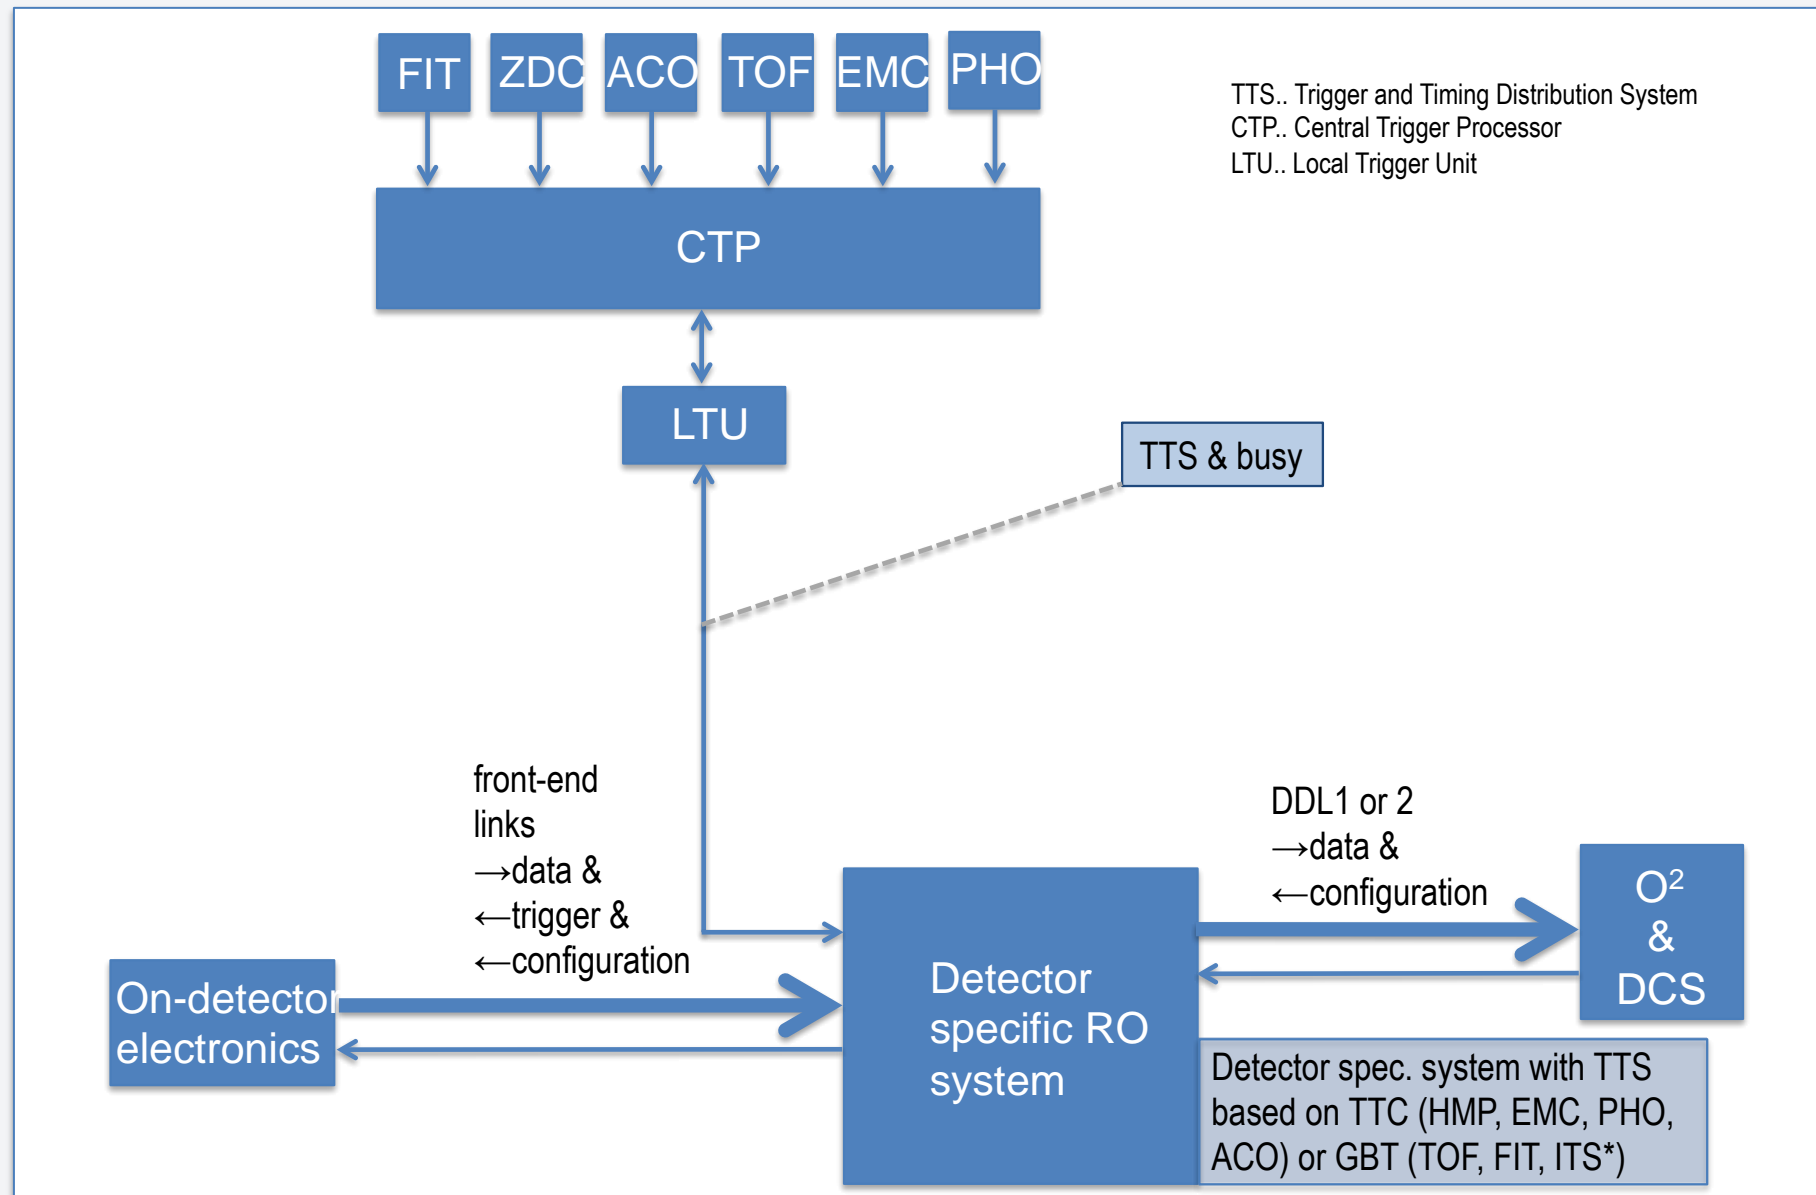 FIT ZDC ACO TOF EMC PHO
TTS.. Trigger and Timing Distribution System
CTP.. Central Trigger Processor
LTU.. Local Trigger Unit
CTP
LTU
TTS & busy
front-end
links
→data &
←trigger &
←configuration
DDL1 or 2
→data &
←configuration
O²
&
DCS
On-detector
electronics
Detector
specific RO
system
Detector spec. system with TTS
based on TTC (HMP, EMC, PHO,
ACO) or GBT (TOF, FIT, ITS*)